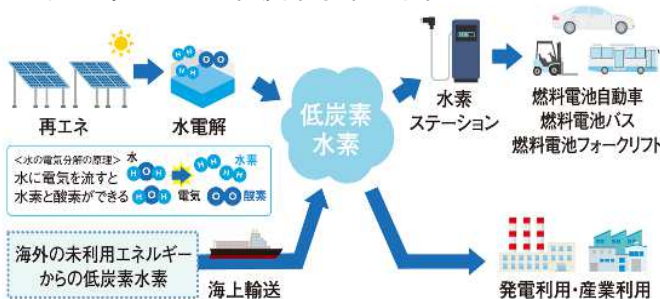 再エネ
水電解
低炭素
水素
水素
ステーション
燃料電池自動車
燃料電池バス
燃料電池フォークリフト
<水の電気分解の原理>
水に電気を流すと
水素と酸素ができる
水
H O H
H O H
電気
H H
H H
水素
O O 酸素
海外の未利用エネルギー
からの低炭素水素
海上輸送
発電利用・産業利用